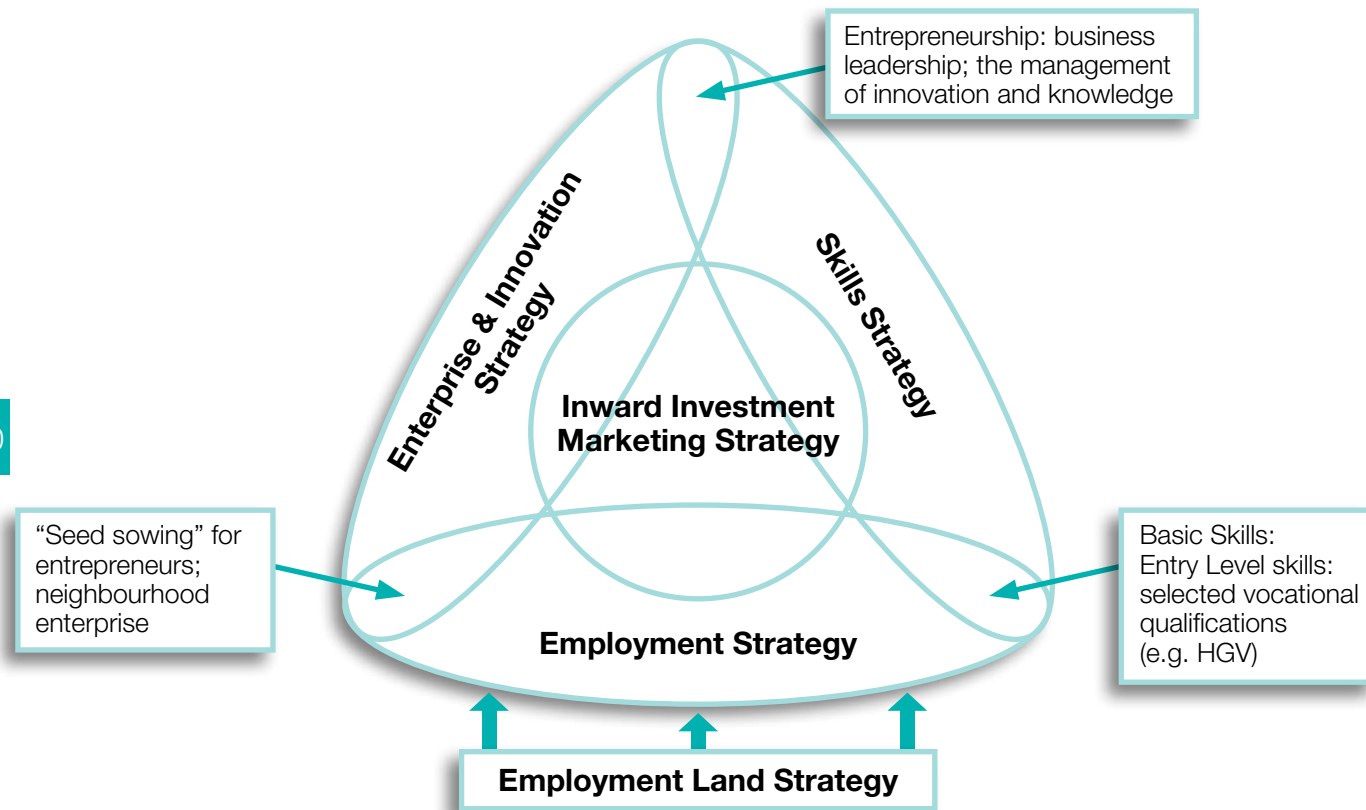 Entrepreneurship: business
leadership; the management
of innovation and knowledge
Enterprise & Innovation
Strategy
Skills Strategy
Inward Investment
Marketing Strategy
“Seed sowing” for
entrepreneurs;
neighbourhood
enterprise
Basic Skills:
Entry Level skills:
selected vocational
qualifications
(e.g. HGV)
Employment Strategy
Employment Land Strategy